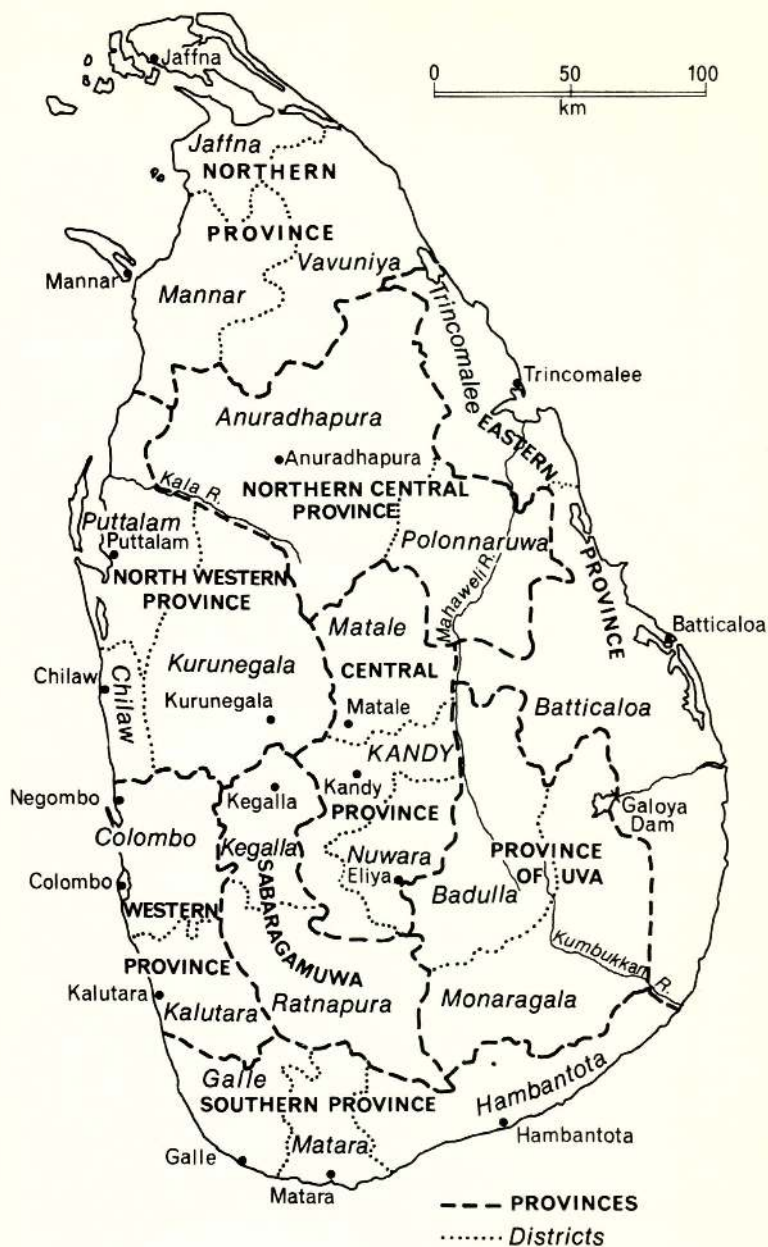 Jaffna
0 50 100
km
Jaffna
NORTHERN
PROVINCE
Vavuniya
Mannar
Mannar
Trincomalee
Trincomalee
Anuradhapura
Anuradhapura
EASTERN
PROVINCE
Kala R.
NORTHERN CENTRAL
PROVINCE
Puttalam
Puttalam
Polonnaruwa
Mahaweli R.
NORTH WESTERN
PROVINCE
Matale
Batticaloa
Kurunegala
CENTRAL
Chilaw
Chilaw
Kurunegala
Matale
Batticaloa
KANDY
Kandy
Negombo
Kegalla
PROVINCE
Galoya
Dam
Colombo
Kegalla
Nuwara
Eliya
PROVINCE
OF UVA
Colombo
Badulla
WESTERN
SABARAGAMUWA
PROVINCE
Kumbukkan R.
Kalutara
Kalutara
Ratnapura
Monaragala
Galle
SOUTHERN PROVINCE
Hambantota
Matara
Hambantota
Galle
Matara
PROVINCES
Districts